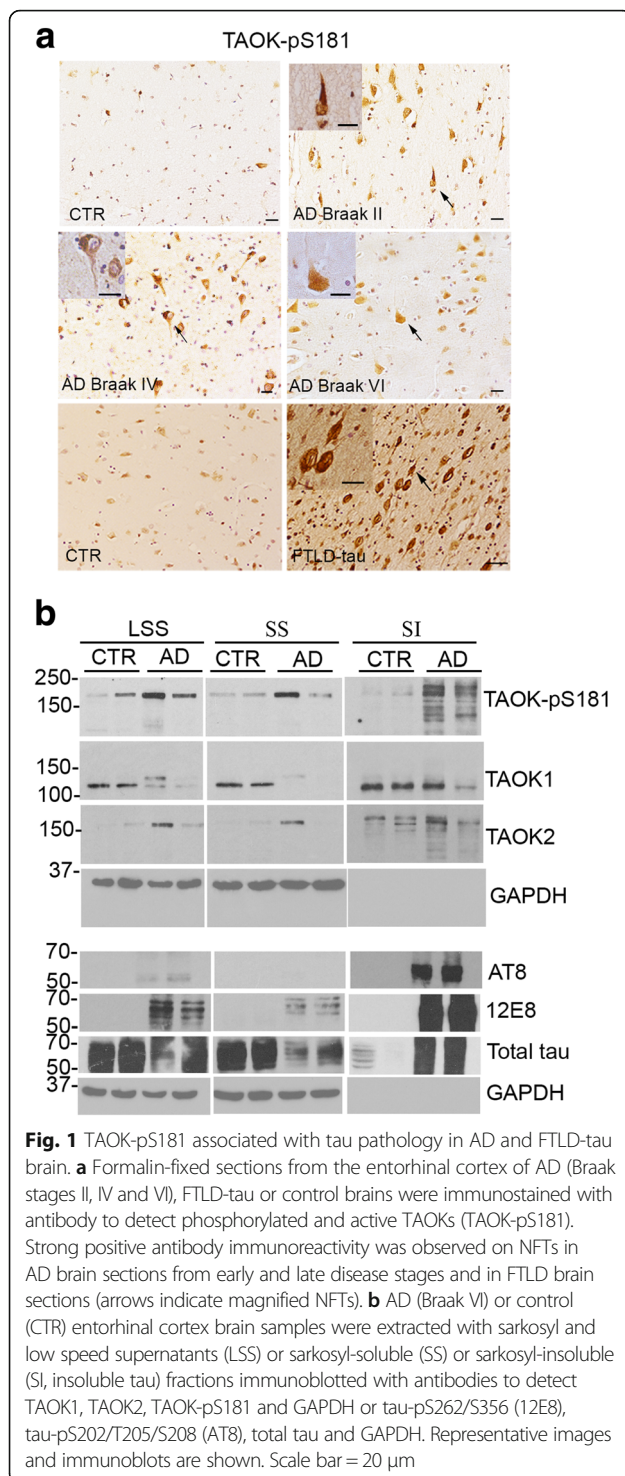 a
TAOK-pS181
CTR
AD Braak II
AD Braak IV
AD Braak VI
CTR
FTLD-tau
b
LSS SS SI
CTR AD CTR AD CTR AD
250-
150-
TAOK-pS181
150-
100-
TAOK1
150-
TAOK2
37-
GAPDH
70-
50-
AT8
70-
50-
12E8
70-
50-
Total tau
37-
GAPDH
Fig. 1 TAOK-pS181 associated with tau pathology in AD and FTLD-tau
brain. a Formalin-fixed sections from the entorhinal cortex of AD (Braak
stages II, IV and VI), FTLD-tau or control brains were immunostained with
antibody to detect phosphorylated and active TAOKs (TAOK-pS181).
Strong positive antibody immunoreactivity was observed on NFTs in
AD brain sections from early and late disease stages and in FTLD brain
sections (arrows indicate magnified NFTs). b AD (Braak VI) or control
(CTR) entorhinal cortex brain samples were extracted with sarkosyl and
low speed supernatants (LSS) or sarkosyl-soluble (SS) or sarkosyl-insoluble
(SI, insoluble tau) fractions immunoblotted with antibodies to detect
TAOK1, TAOK2, TAOK-pS181 and GAPDH or tau-pS262/S356 (12E8),
tau-pS202/T205/S208 (AT8), total tau and GAPDH. Representative images
and immunoblots are shown. Scale bar = 20 μm